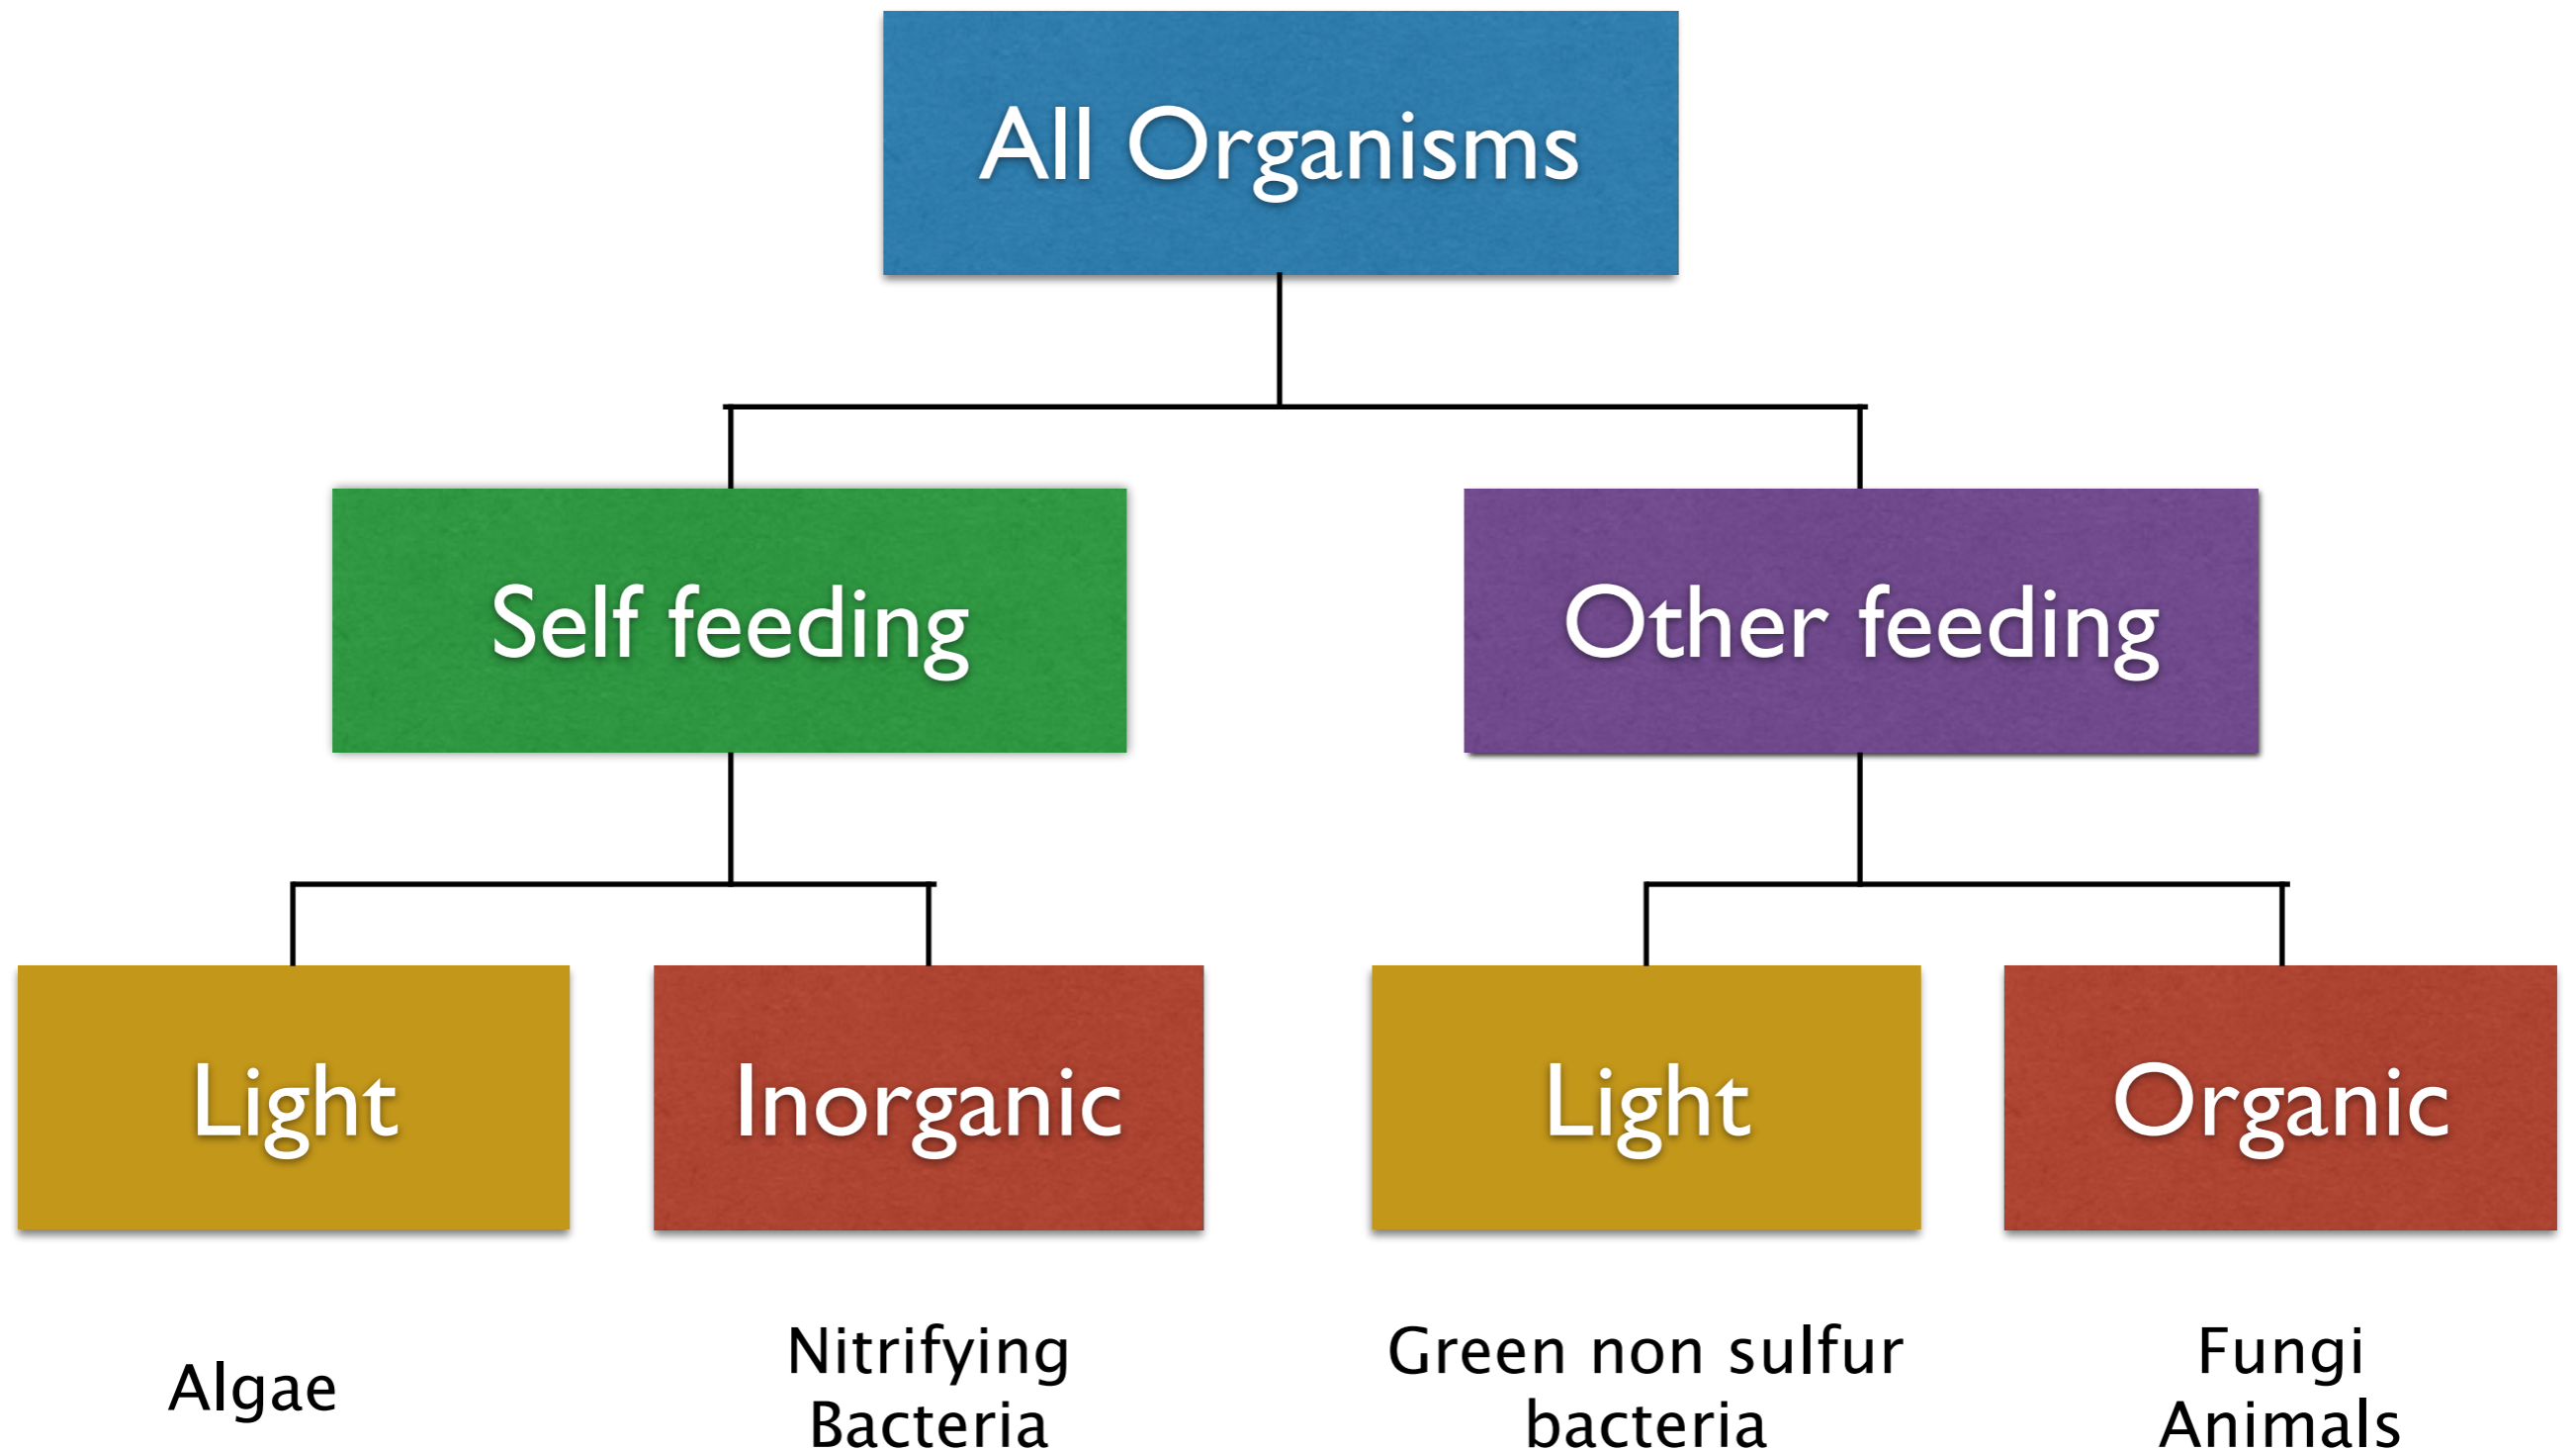 All Organisms
Self feeding
Other feeding
Light
Inorganic
Light
Organic
Algae
Nitrifying
Bacteria
Green non sulfur
bacteria
Fungi
Animals